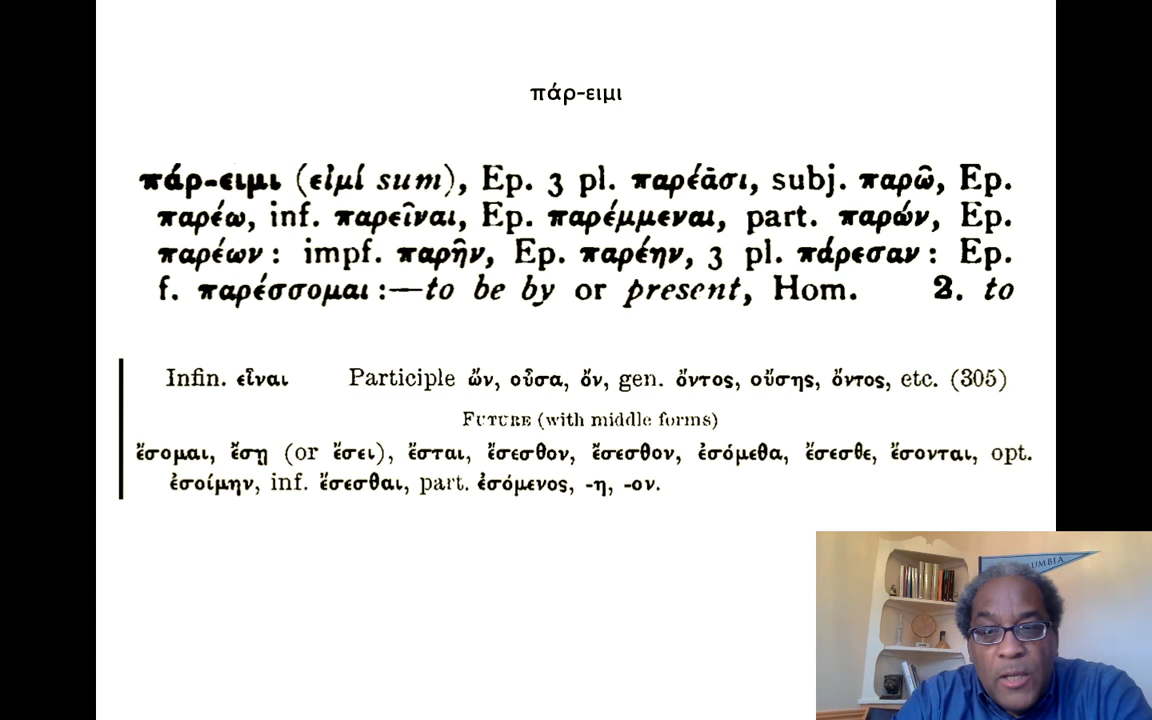 πάρ-ειμι
πάρ-ειμι (εἰμί sum), Ep. 3 pl. παρέᾱσι, subj. παρῶ, Ep.
παρέω, inf. παρεῖναι, Ep. παρέμμεναι, part. παρών, Ep.
παρέων : impf. παρῆν, Ep. παρέην, 3 pl. πάρεσαν : Ep.
f. παρέσσομαι :—to be by or present, Hom. 2. to
Infin. εἶναι Participle ὤν, οὖσα, ὄν, gen. ὄντος, οὔσης, ὄντος, etc. (305)
FUTURE (with middle forms)
ἔσομαι, ἔσῃ (or ἔσει), ἔσται, ἔσεσθον, ἔσεσθον, ἐσόμεθα, ἔσεσθε, ἔσονται, opt.
ἐσοίμην, inf. ἔσεσθαι, part. ἐσόμενος, -η, -ον.
UMBIA